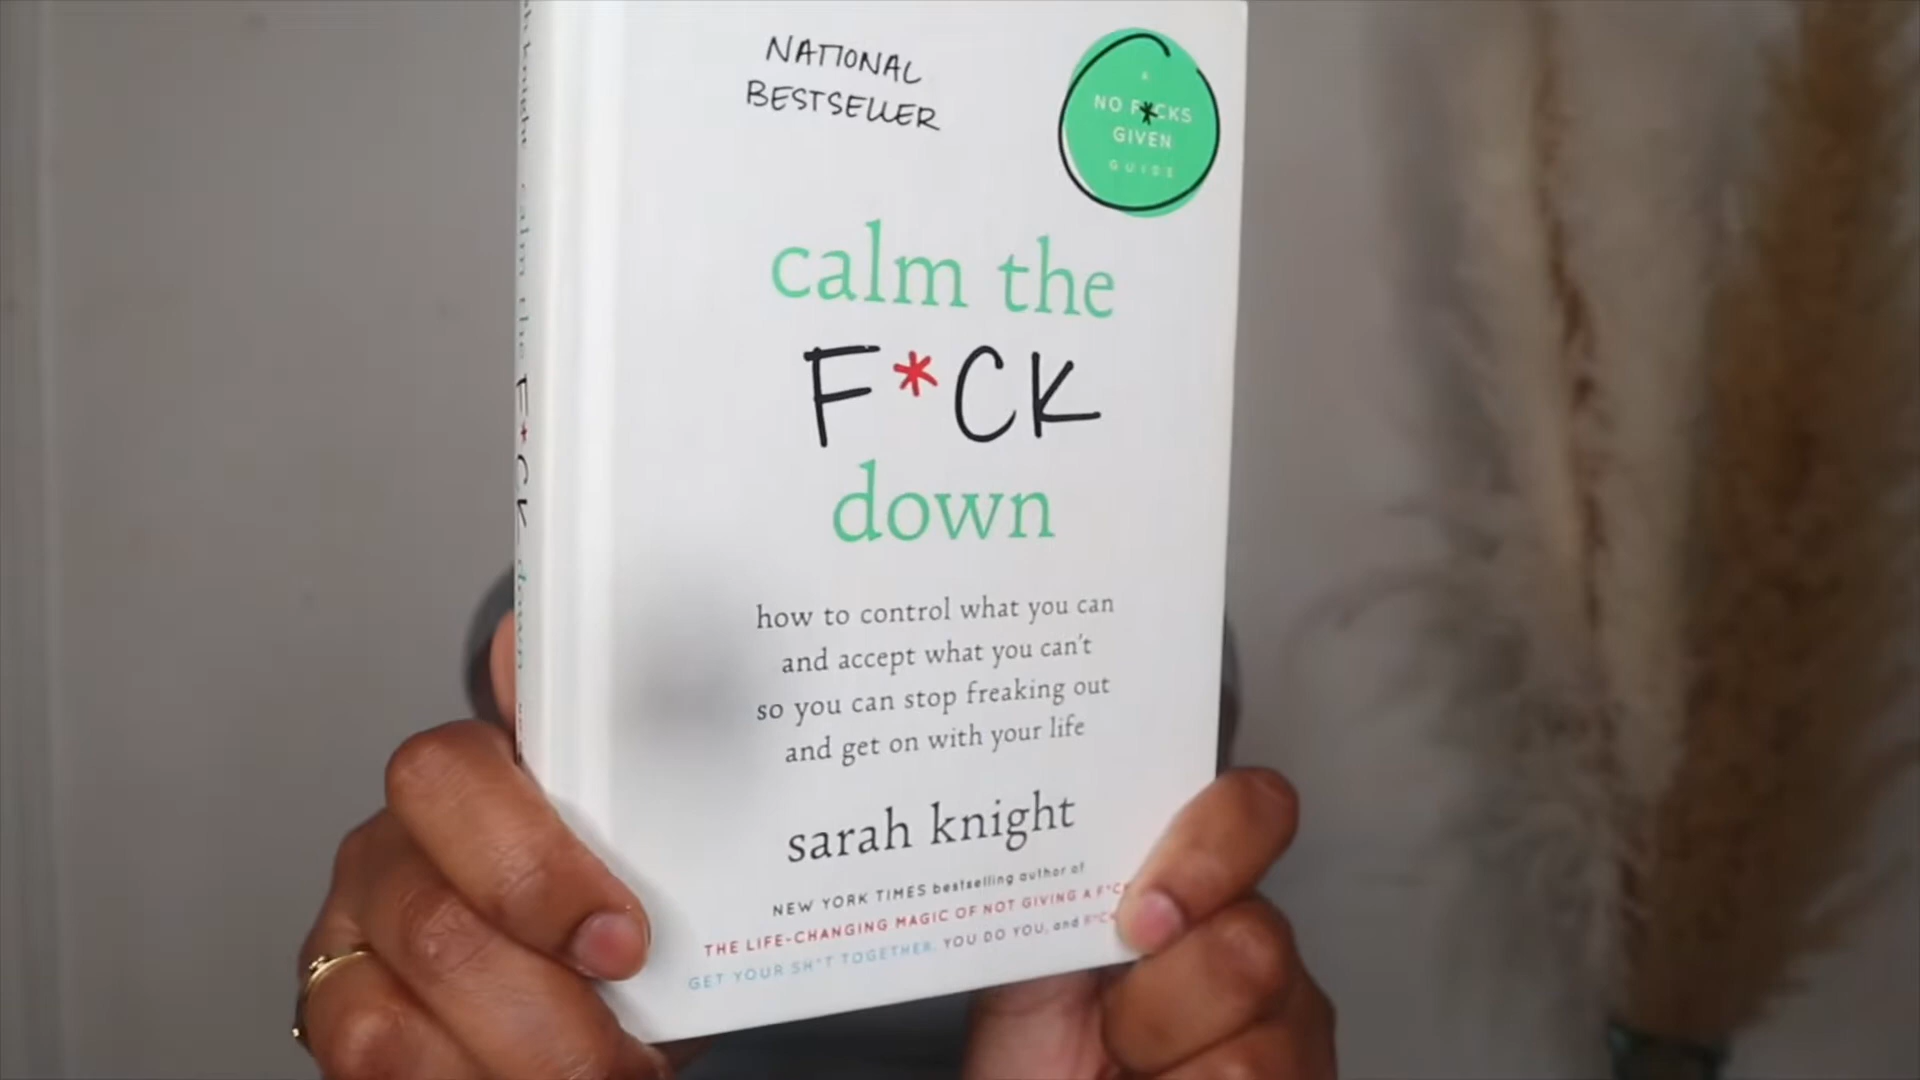 NATIONAL
BESTSELLER
A
NO F*CKS
GIVEN
GUIDE
calm the
F*CK
down
how to control what you can
and accept what you can't
so you can stop freaking out
and get on with your life
sarah knight
NEW YORK TIMES bestselling author of
THE LIFE-CHANGING MAGIC OF NOT GIVING A F*CK
GET YOUR SH*T TOGETHER, YOU DO YOU, and F*CK
knight calm the F*CK down